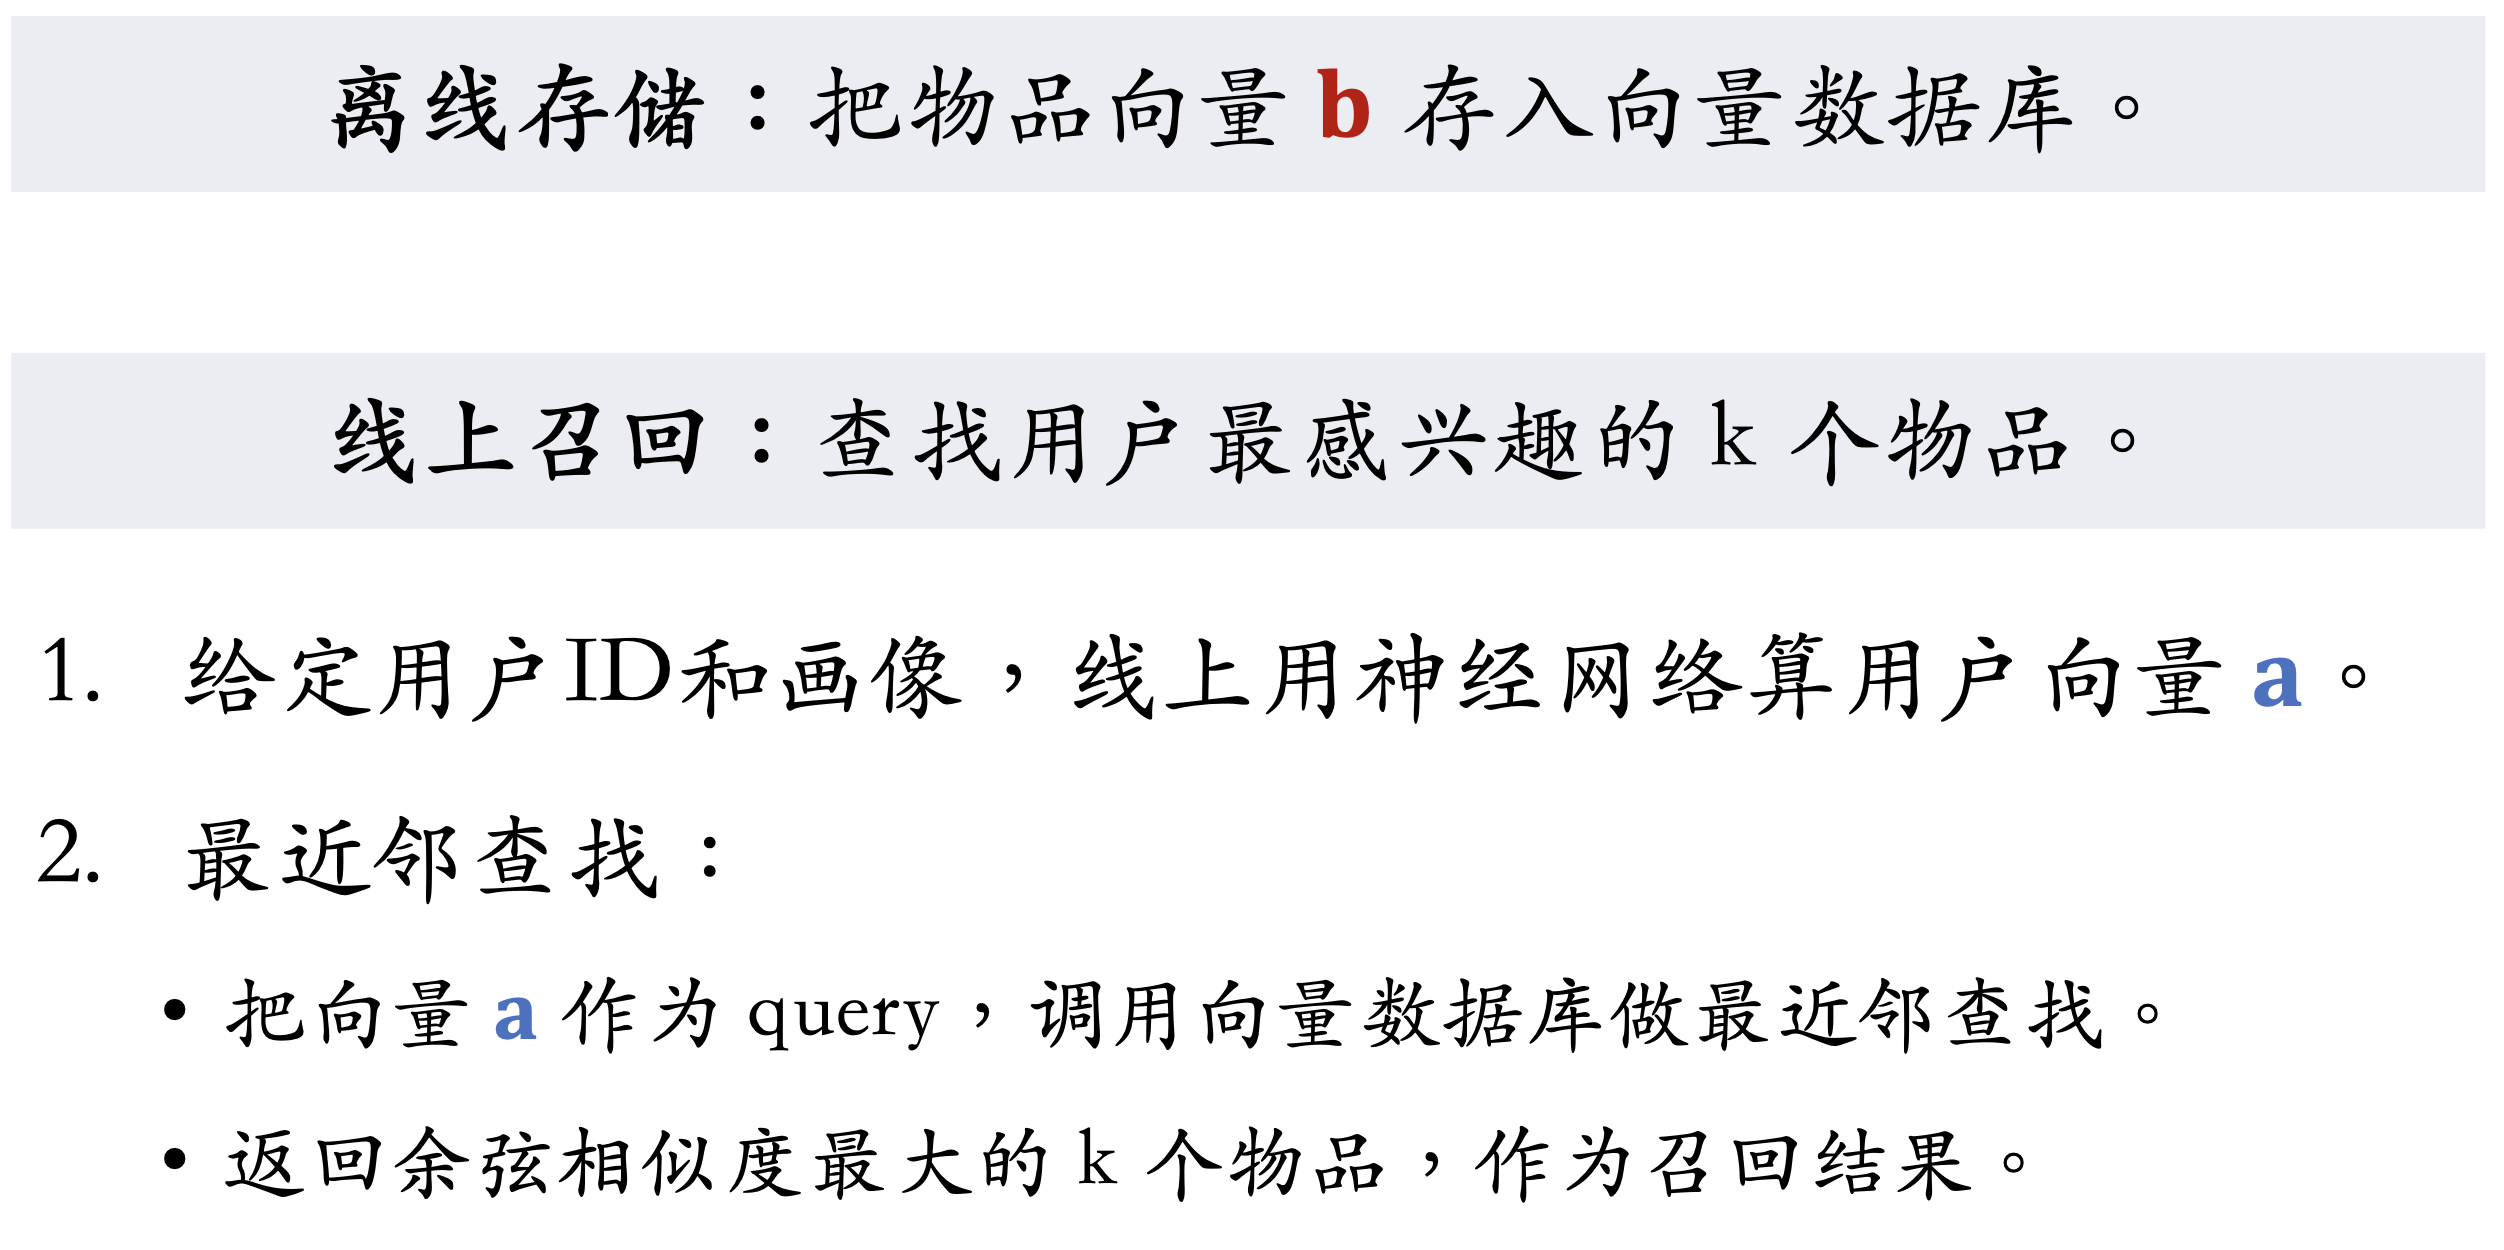 离线存储：把物品向量 b 存入向量数据库。
线上召回：查找用户最感兴趣的 k 个物品。
1. 给定用户ID和画像，线上用神经网络算用户向量 a。
2. 最近邻查找：
• 把向量 a 作为 query，调用向量数据库做最近邻查找。
• 返回余弦相似度最大的 k 个物品，作为召回结果。